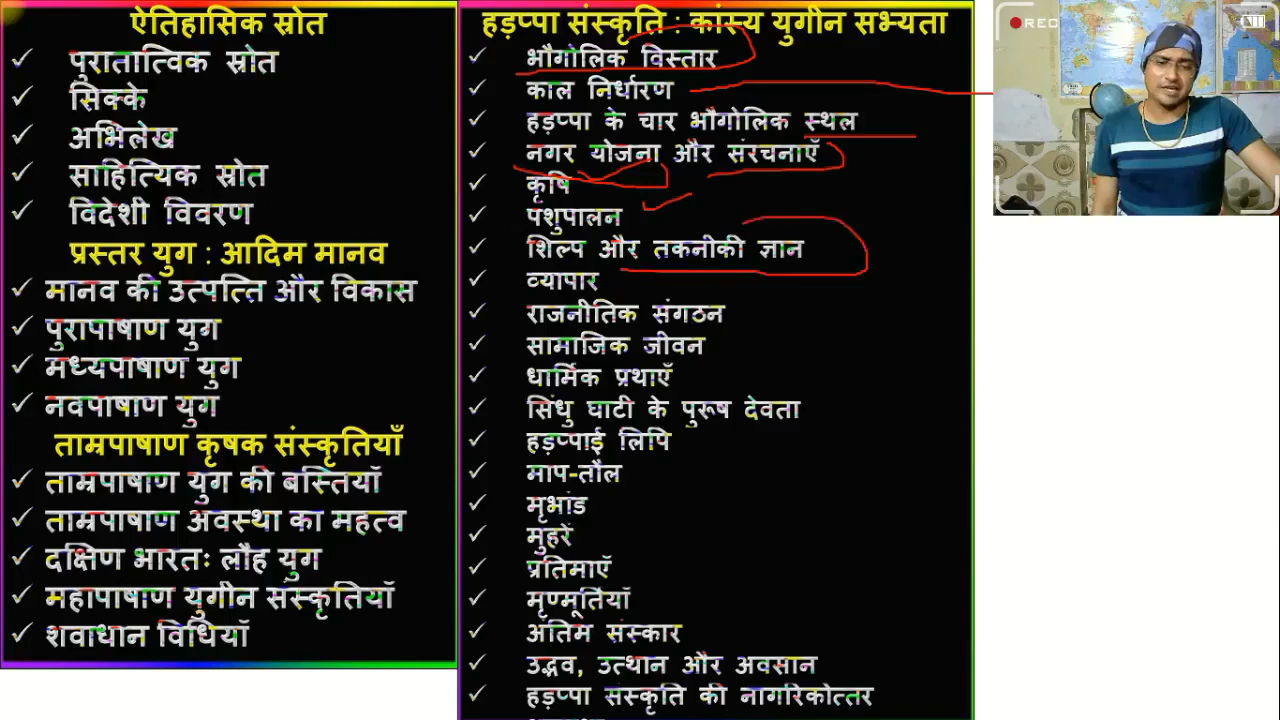 ऐतिहासिक स्रोत
✓ पुरातात्विक स्रोत
✓ सिक्के
✓ अभिलेख
✓ साहित्यिक स्रोत
✓ विदेशी विवरण
प्रस्तर युग : आदिम मानव
✓ मानव की उत्पत्ति और विकास
✓ पुरापाषाण युग
✓ मध्यपाषाण युग
✓ नवपाषाण युग
ताम्रपाषाण कृषक संस्कृतियाँ
✓ ताम्रपाषाण युग की बस्तियाँ
✓ ताम्रपाषाण अवस्था का महत्व
✓ दक्षिण भारतः लौह युग
✓ महापाषाण युगीन संस्कृतियाँ
✓ शवाधान विधियाँ
हड़प्पा संस्कृति : कांस्य युगीन सभ्यता
✓ भौगोलिक विस्तार
✓ काल निर्धारण
✓ हड़प्पा के चार भौगोलिक स्थल
✓ नगर योजना और संरचनाएँ
✓ कृषि
✓ पशुपालन
✓ शिल्प और तकनीकी ज्ञान
✓ व्यापार
✓ राजनीतिक संगठन
✓ सामाजिक जीवन
✓ धार्मिक प्रथाएँ
✓ सिंधु घाटी के पुरूष देवता
✓ हड़प्पाई लिपि
✓ माप-तौल
✓ मृभांड
✓ मुहरें
✓ प्रतिमाएँ
✓ मृण्मूर्तियाँ
✓ अंतिम संस्कार
✓ उद्भव, उत्थान और अवसान
✓ हड़प्पा संस्कृति की नागरिकोत्तर
REC